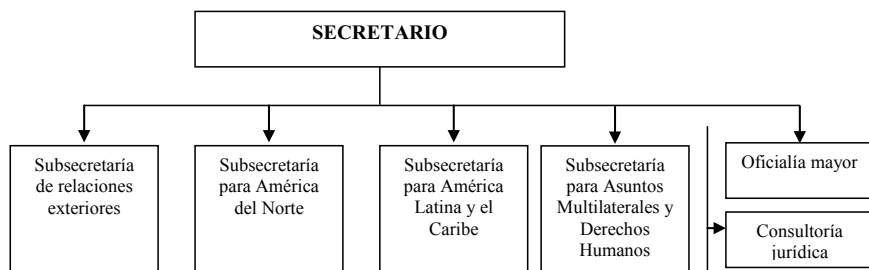 SECRETARIO
Subsecretaría
de relaciones
exteriores
Subsecretaría
para América
del Norte
Subsecretaría
para América
Latina y el
Caribe
Subsecretaría
para Asuntos
Multilaterales y
Derechos
Humanos
Oficialía mayor
Consultoría
jurídica